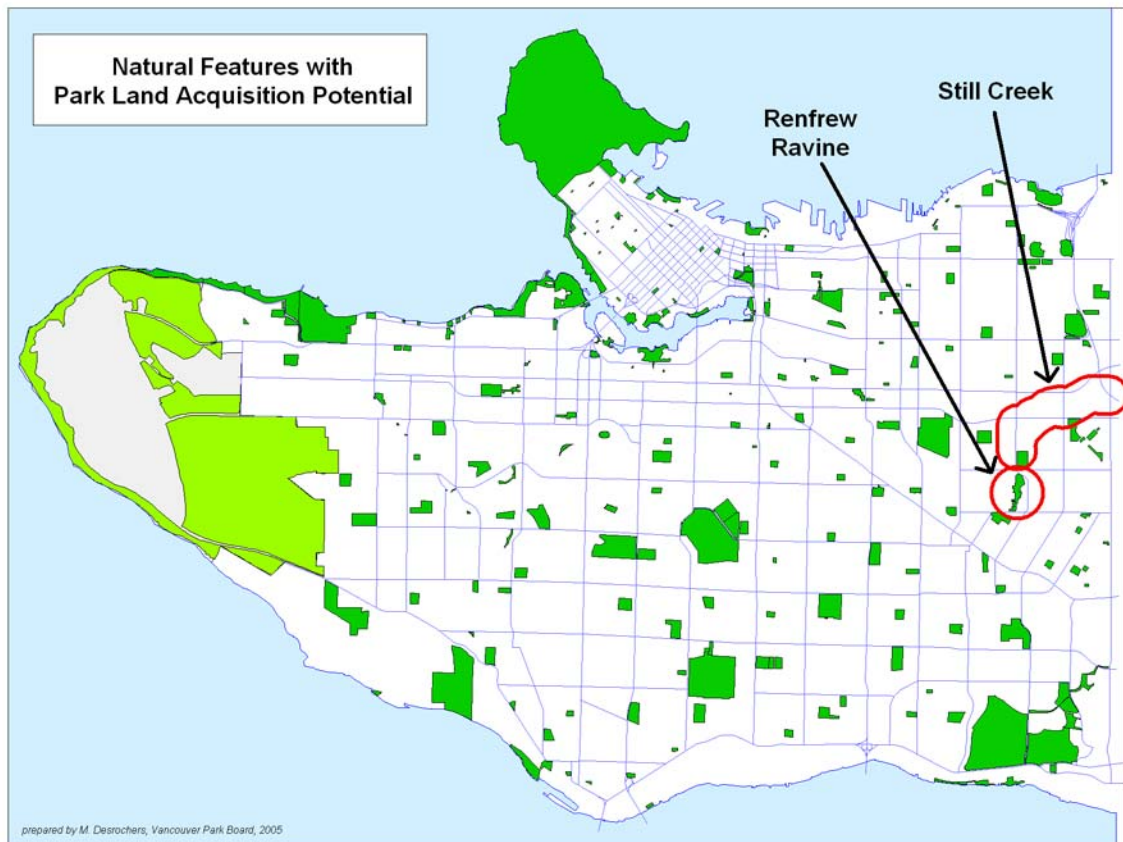 Natural Features with
Park Land Acquisition Potential
Still Creek
Renfrew
Ravine
prepared by M. Desrochers, Vancouver Park Board, 2005